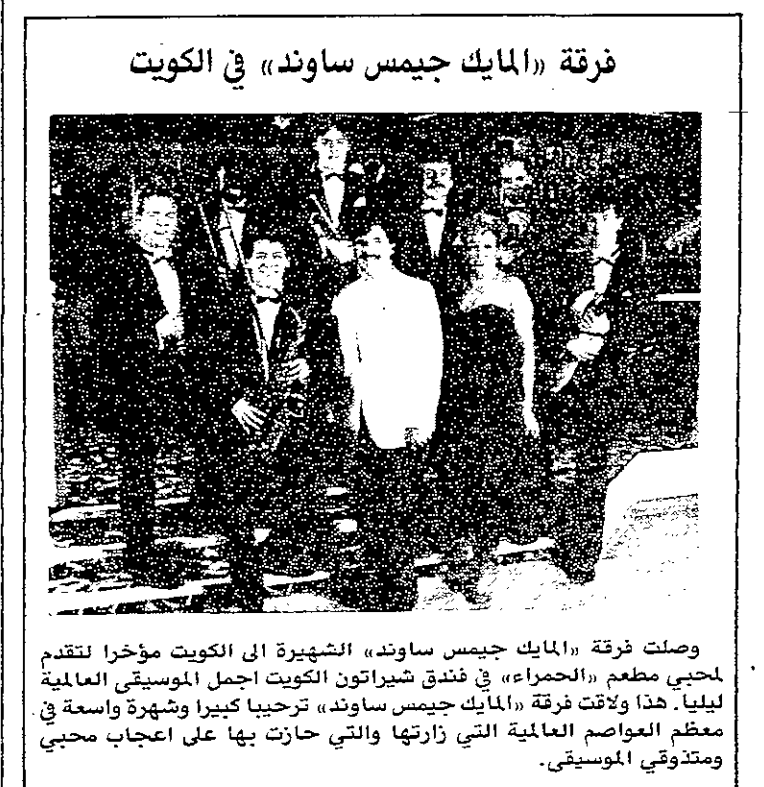 فرقة «المايك جيمس ساوند» في الكويت
وصلت فرقة «المايك جيمس ساوند» الشهيرة الى الكويت مؤخرا لتقدم
لمحبي مطعم «الحمراء» في فندق شيراتون الكويت اجمل الموسيقى العالمية
ليليا. هذا ولاقت فرقة «المايك جيمس ساوند» ترحيبا كبيرا وشهرة واسعة في
معظم العواصم العالمية التي زارتها والتي حازت بها على اعجاب محبي
ومتذوقي الموسيقى.